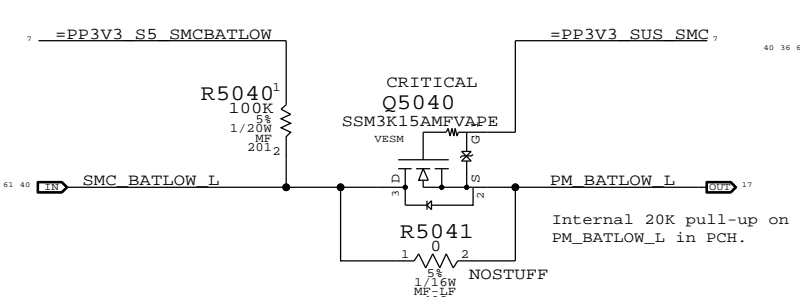 7 =PP3V3_S5_SMCBATLOW
=PP3V3_SUS_SMC 7
40 36 6
CRITICAL
Q5040
SSM3K15AMFVAPE
VESM
R5040 1
100K
5%
1/20W
MF
201 2
G 1
D 3
S 2
61 40 IN SMC_BATLOW_L
PM_BATLOW_L OUT 17
Internal 20K pull-up on
PM_BATLOW_L in PCH.
R5041
0
1 2
5%
1/16W
MF-LF
NOSTUFF